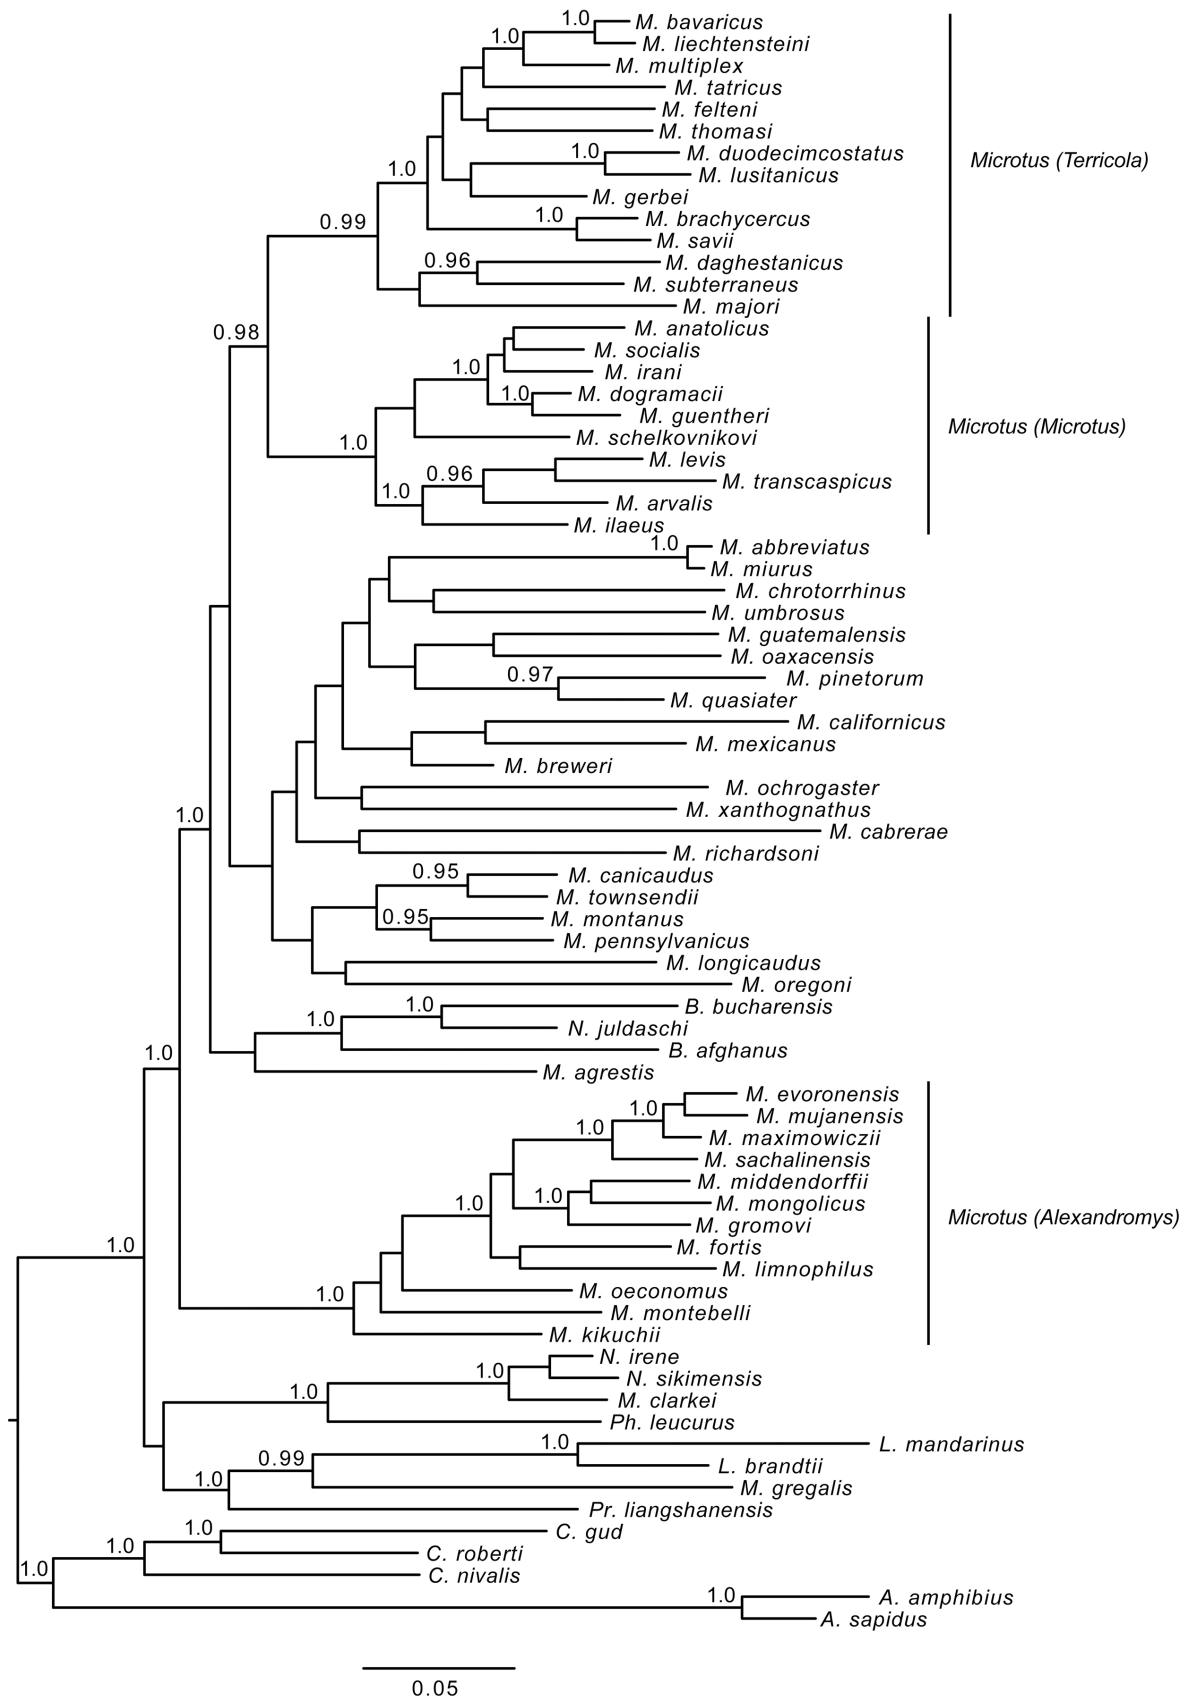 1.0 M. bavaricus
1.0 M. liechtensteini
M. multiplex
M. tatricus
M. felteni
M. thomasi
1.0 M. duodecimcostatus
Microtus (Terricola)
1.0 M. lusitanicus
M. gerbei
1.0 M. brachycercus
0.99 M. savii
0.96 M. daghestanicus
M. subterraneus
M. majori
0.98 M. anatolicus
M. socialis
1.0 M. irani
1.0 M. dogramacii
M. guentheri
Microtus (Microtus)
1.0 M. schelkovnikovi
M. levis
0.96 M. transcaspicus
1.0 M. arvalis
M. ilaeus
1.0 M. abbreviatus
M. miurus
M. chrotorrhinus
M. umbrosus
M. guatemalensis
M. oaxacensis
0.97 M. pinetorum
M. quasiater
M. californicus
M. mexicanus
M. breweri
M. ochrogaster
M. xanthognathus
1.0 M. cabrerae
M. richardsoni
0.95 M. canicaudus
M. townsendii
0.95 M. montanus
M. pennsylvanicus
M. longicaudus
M. oregoni
1.0 B. bucharensis
1.0 N. juldaschi
1.0 B. afghanus
M. agrestis
M. evoronensis
1.0 M. mujanensis
1.0 M. maximowiczii
M. sachalinensis
M. middendorffii
1.0 1.0 M. mongolicus
Microtus (Alexandromys)
M. gromovi
1.0 M. fortis
M. limnophilus
1.0 M. oeconomus
M. montebelli
M. kikuchii
N. irene
1.0 N. sikimensis
1.0 M. clarkei
Ph. leucurus
1.0 L. mandarinus
0.99 L. brandtii
1.0 M. gregalis
Pr. liangshanensis
1.0 C. gud
1.0 C. roberti
1.0 C. nivalis
1.0 A. amphibius
A. sapidus
0.05